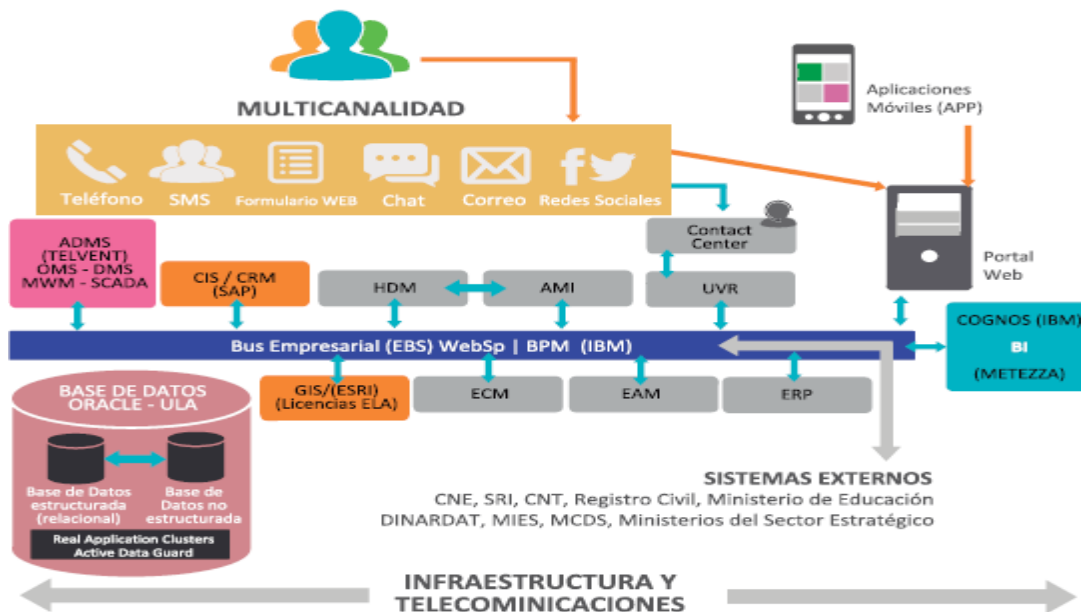 MULTICANALIDAD
Aplicaciones
Móviles (APP)
Teléfono
SMS
Formulario WEB
Chat
Correo
Redes Sociales
ADMS
(TELVENT)
OMS - DMS
MWM - SCADA
CIS / CRM
(SAP)
HDM
AMI
Contact
Center
UVR
Portal
Web
Bus Empresarial (EBS) WebSp | BPM (IBM)
COGNOS (IBM)
BI
(METEZZA)
GIS/(ESRI)
(Licencias ELA)
ECM
EAM
ERP
BASE DE DATOS
ORACLE - ULA
Base de Datos
estructurada
(relacional)
Base de
Datos no
estructurada
Real Application Clusters
Active Data Guard
SISTEMAS EXTERNOS
CNE, SRI, CNT, Registro Civil, Ministerio de Educación
DINARDAT, MIES, MCDS, Ministerios del Sector Estratégico
INFRAESTRUCTURA Y
TELECOMINICACIONES